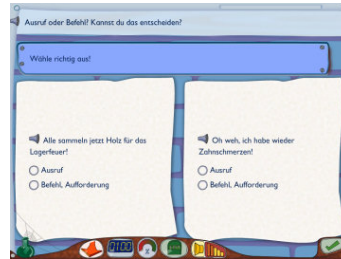 Ausruf oder Befehl? Kannst du das entscheiden?
Wähle richtig aus!
Alle sammeln jetzt Holz für das
Lagerfeuer!
Ausruf
Befehl, Aufforderung
Oh weh, ich habe wieder
Zahnschmerzen!
Ausruf
Befehl, Aufforderung